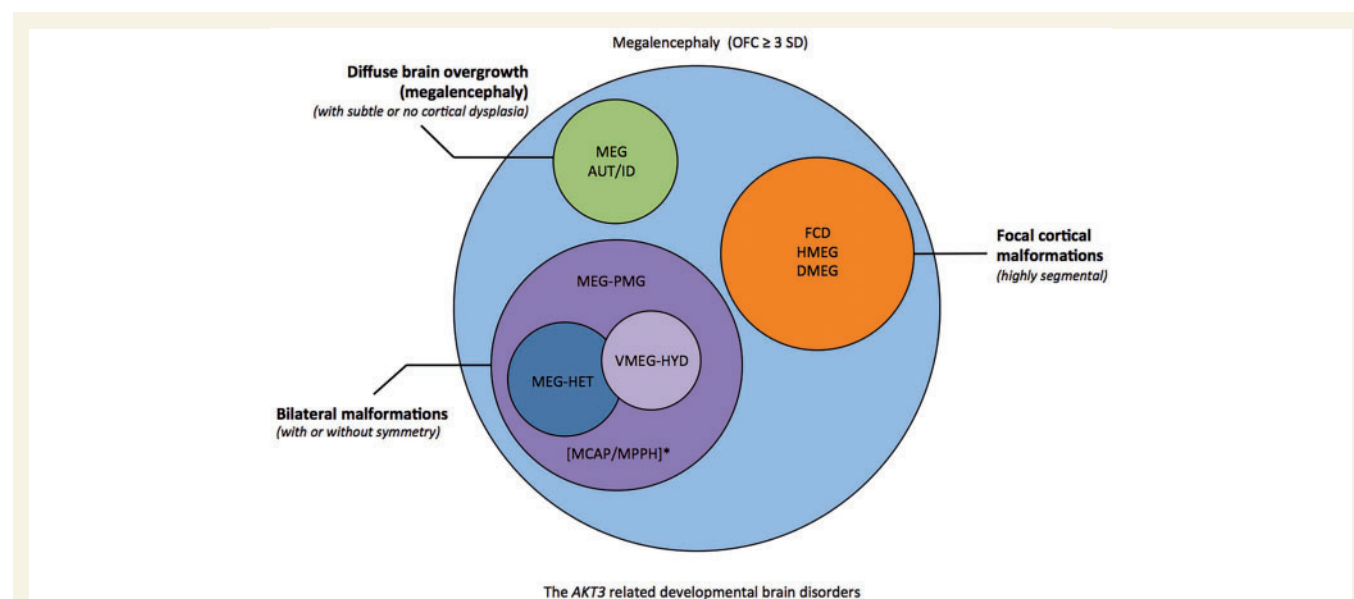 Megalencephaly (OFC ≥ 3 SD)
Diffuse brain overgrowth
(megalencephaly)
(with subtle or no cortical dysplasia)
MEG
AUT/ID
FCD
HMEG
DMEG
Focal cortical
malformations
(highly segmental)
MEG-PMG
VMEG-HYD
MEG-HET
Bilateral malformations
(with or without symmetry)
[MCAP/MPPH]*
The AKT3 related developmental brain disorders